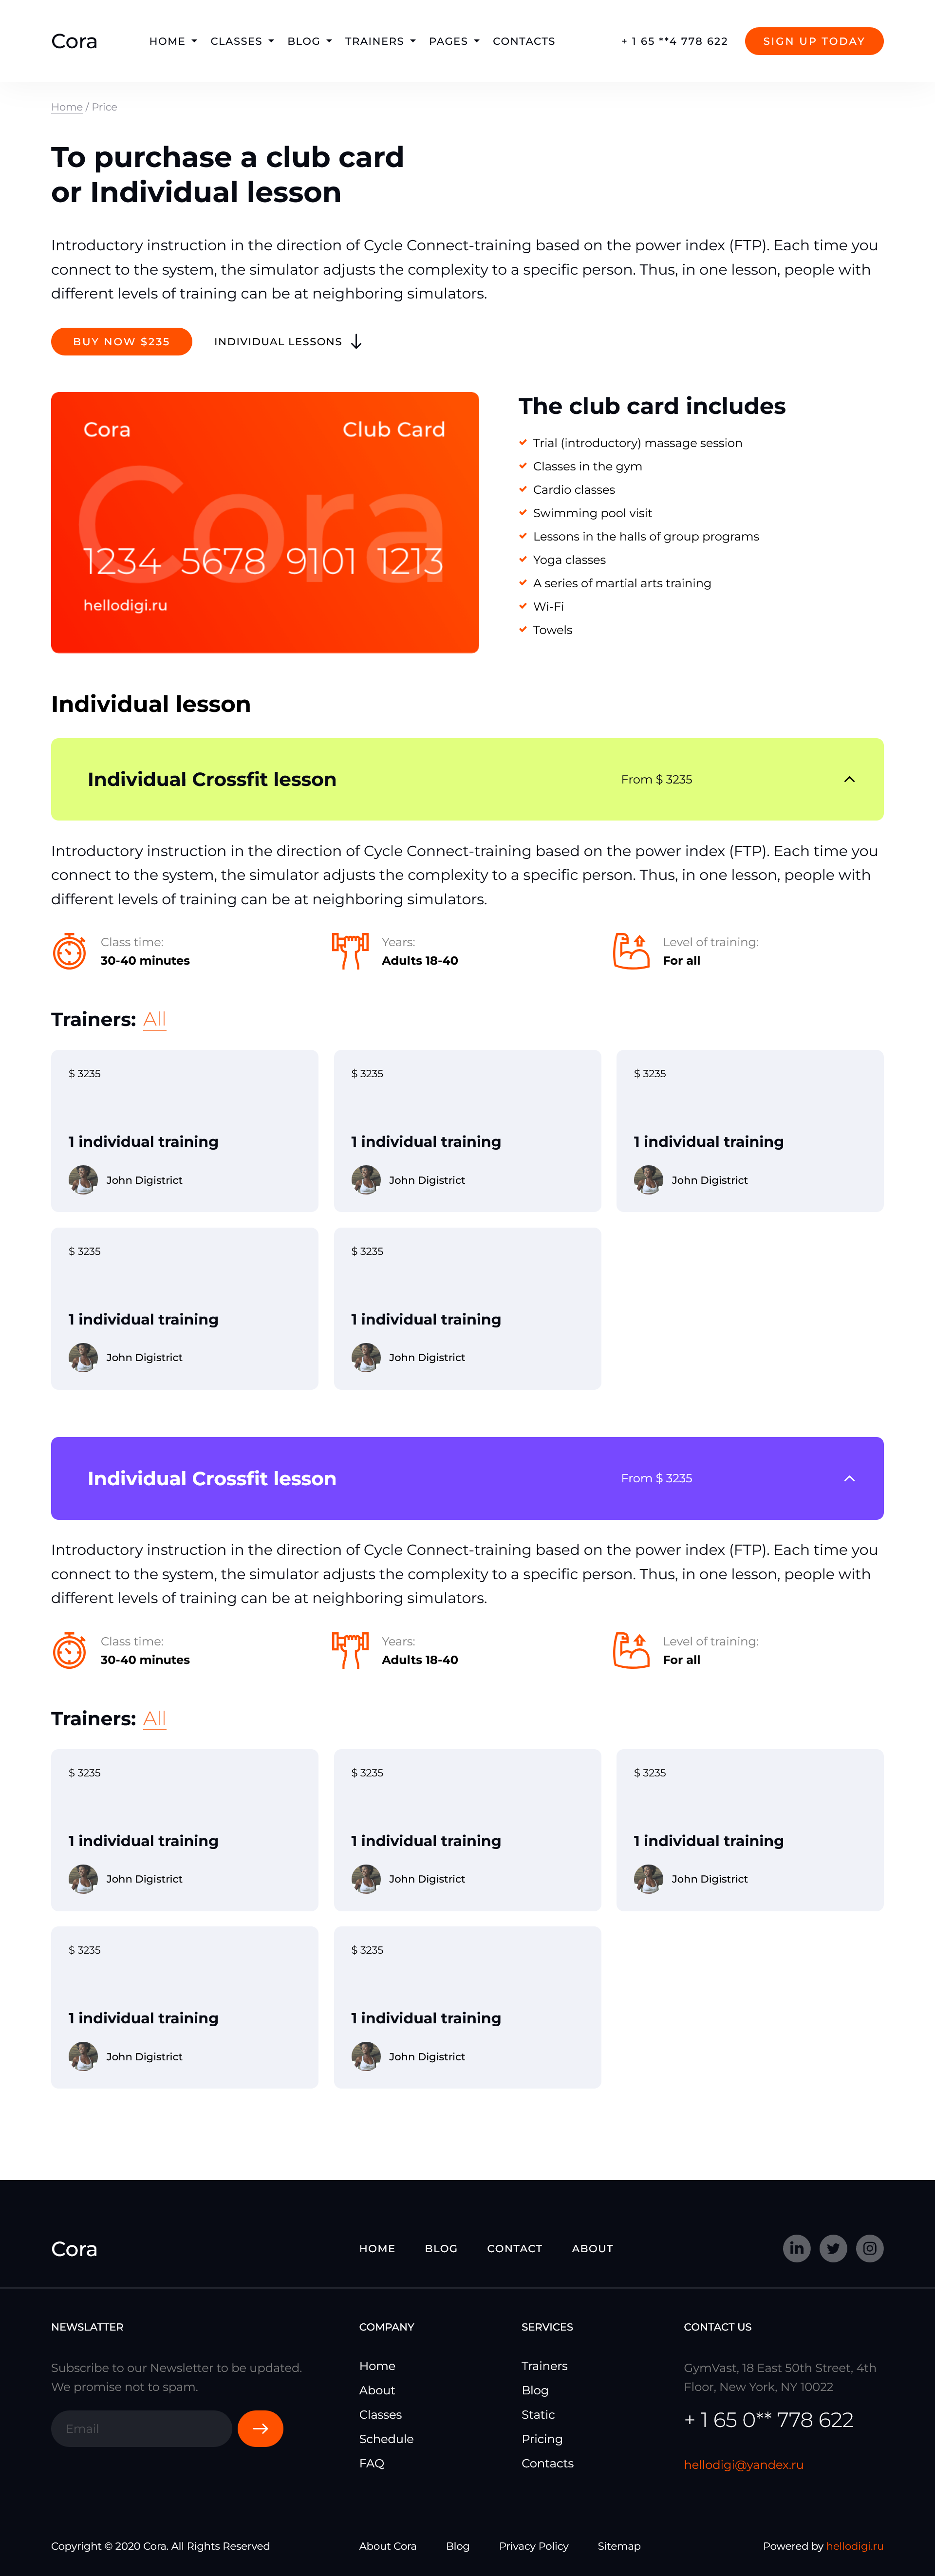 Cora
HOME
CLASSES
BLOG
TRAINERS
PAGES
CONTACTS
+ 1 65 **4 778 622
SIGN UP TODAY
Home / Price
To purchase a club card
or Individual lesson
Introductory instruction in the direction of Cycle Connect-training based on the power index (FTP). Each time you
connect to the system, the simulator adjusts the complexity to a specific person. Thus, in one lesson, people with
different levels of training can be at neighboring simulators.
BUY NOW $235
INDIVIDUAL LESSONS
Cora
Club Card
Cora
1234 5678 9101 1213
hellodigi.ru
The club card includes
Trial (introductory) massage session
Classes in the gym
Cardio classes
Swimming pool visit
Lessons in the halls of group programs
Yoga classes
A series of martial arts training
Wi-Fi
Towels
Individual lesson
Individual Crossfit lesson
From $ 3235
Introductory instruction in the direction of Cycle Connect-training based on the power index (FTP). Each time you
connect to the system, the simulator adjusts the complexity to a specific person. Thus, in one lesson, people with
different levels of training can be at neighboring simulators.
Class time:
30-40 minutes
Years:
Adults 18-40
Level of training:
For all
Trainers: All
$ 3235
1 individual training
John Digistrict
$ 3235
1 individual training
John Digistrict
$ 3235
1 individual training
John Digistrict
$ 3235
1 individual training
John Digistrict
$ 3235
1 individual training
John Digistrict
Individual Crossfit lesson
From $ 3235
Introductory instruction in the direction of Cycle Connect-training based on the power index (FTP). Each time you
connect to the system, the simulator adjusts the complexity to a specific person. Thus, in one lesson, people with
different levels of training can be at neighboring simulators.
Class time:
30-40 minutes
Years:
Adults 18-40
Level of training:
For all
Trainers: All
$ 3235
1 individual training
John Digistrict
$ 3235
1 individual training
John Digistrict
$ 3235
1 individual training
John Digistrict
$ 3235
1 individual training
John Digistrict
$ 3235
1 individual training
John Digistrict
Cora
HOME
BLOG
CONTACT
ABOUT
in
NEWSLATTER
Subscribe to our Newsletter to be updated.
We promise not to spam.
Email
COMPANY
Home
About
Classes
Schedule
FAQ
SERVICES
Trainers
Blog
Static
Pricing
Contacts
CONTACT US
GymVast, 18 East 50th Street, 4th
Floor, New York, NY 10022
+ 1 65 0** 778 622
hellodigi@yandex.ru
Copyright © 2020 Cora. All Rights Reserved
About Cora
Blog
Privacy Policy
Sitemap
Powered by hellodigi.ru